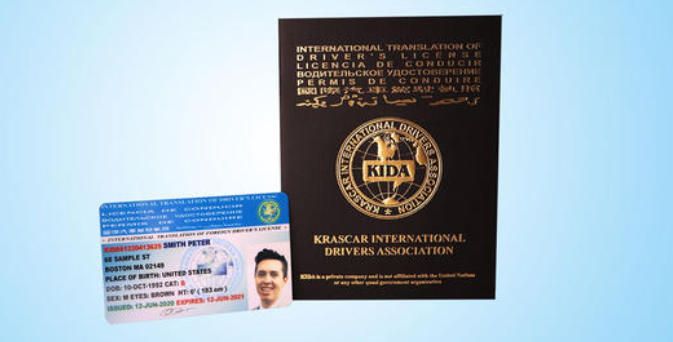 INTERNATIONAL TRANSLATION OF
DRIVER'S LICENSE
LICENCIA DE CONDUCIR
ВОДИТЕЛЬСКОЕ УДОСТОВЕРЕНИЕ
PERMIS DE CONDUIRE
KRASCAR INTERNATIONAL DRIVERS ASSOCIATION
KIDA
KRASCAR INTERNATIONAL
DRIVERS ASSOCIATION
KIDA is a private company and is not affiliated with the United Nations
or any other quasi government organization
INTERNATIONAL TRANSLATION OF DRIVER'S LICENSE
LICENCIA DE CONDUCIR
ВОДИТЕЛЬСКОЕ УДОСТОВЕРЕНИЕ
PERMIS DE CONDUIRE
INTERNATIONAL TRANSLATION OF FOREIGN DRIVER'S LICENSE
SMITH PETER
68 SAMPLE ST
BOSTON MA 02149
PLACE OF BIRTH: UNITED STATES
DOB: 10-OCT-1992 CAT: B
SEX: M EYES: BROWN HT: 6' (183 cm)
ISSUED: 12-JUN-2020 EXPIRES: 12-JUN-2021